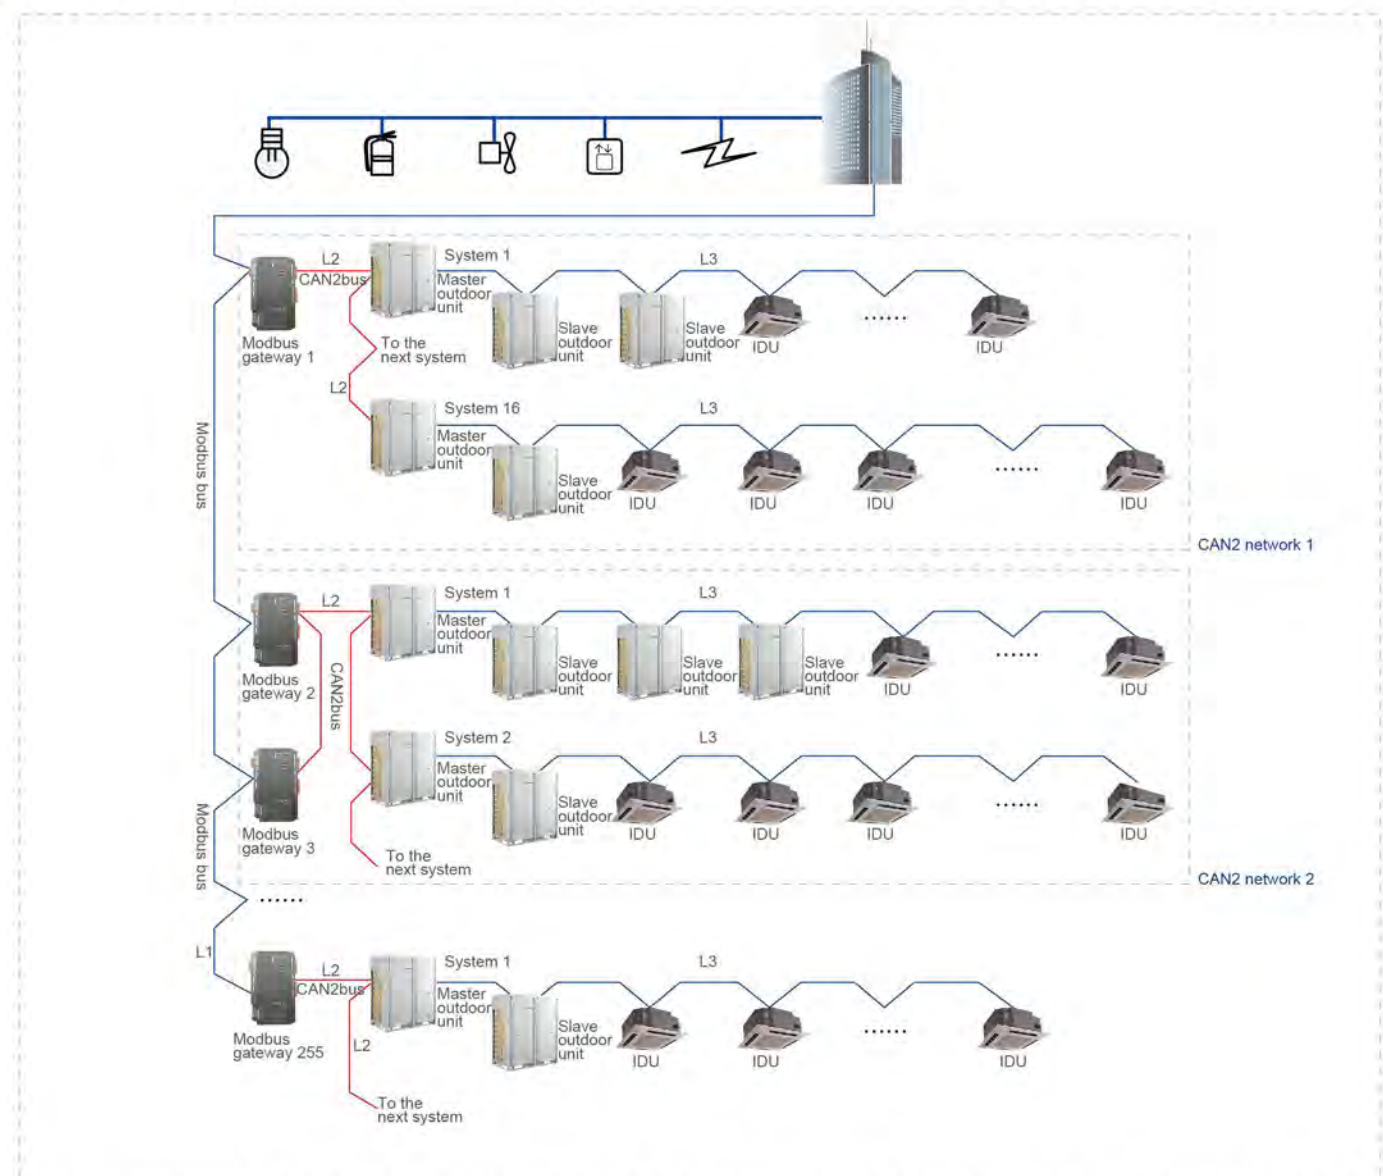 System 1
L2
L3
CAN2bus
Master
outdoor
unit
Slave
outdoor
unit
Slave
outdoor
unit
Modbus
gateway 1
To the
next system
IDU
......
IDU
L2
System 16
L3
Master
outdoor
unit
Modbus bus
Slave
outdoor
unit
IDU
IDU
IDU
......
IDU
CAN2 network 1
System 1
L2
L3
Master
outdoor
unit
Slave
outdoor
unit
Slave
outdoor
unit
Slave
outdoor
unit
Modbus
gateway 2
CAN2bus
IDU
......
IDU
System 2
L3
Master
outdoor
unit
Modbus bus
Slave
outdoor
unit
Modbus
gateway 3
IDU
IDU
IDU
......
IDU
To the
next system
CAN2 network 2
......
L1
L2
System 1
L3
CAN2bus
Master
outdoor
unit
Modbus
gateway 255
L2
Slave
outdoor
unit
IDU
IDU
......
IDU
To the
next system